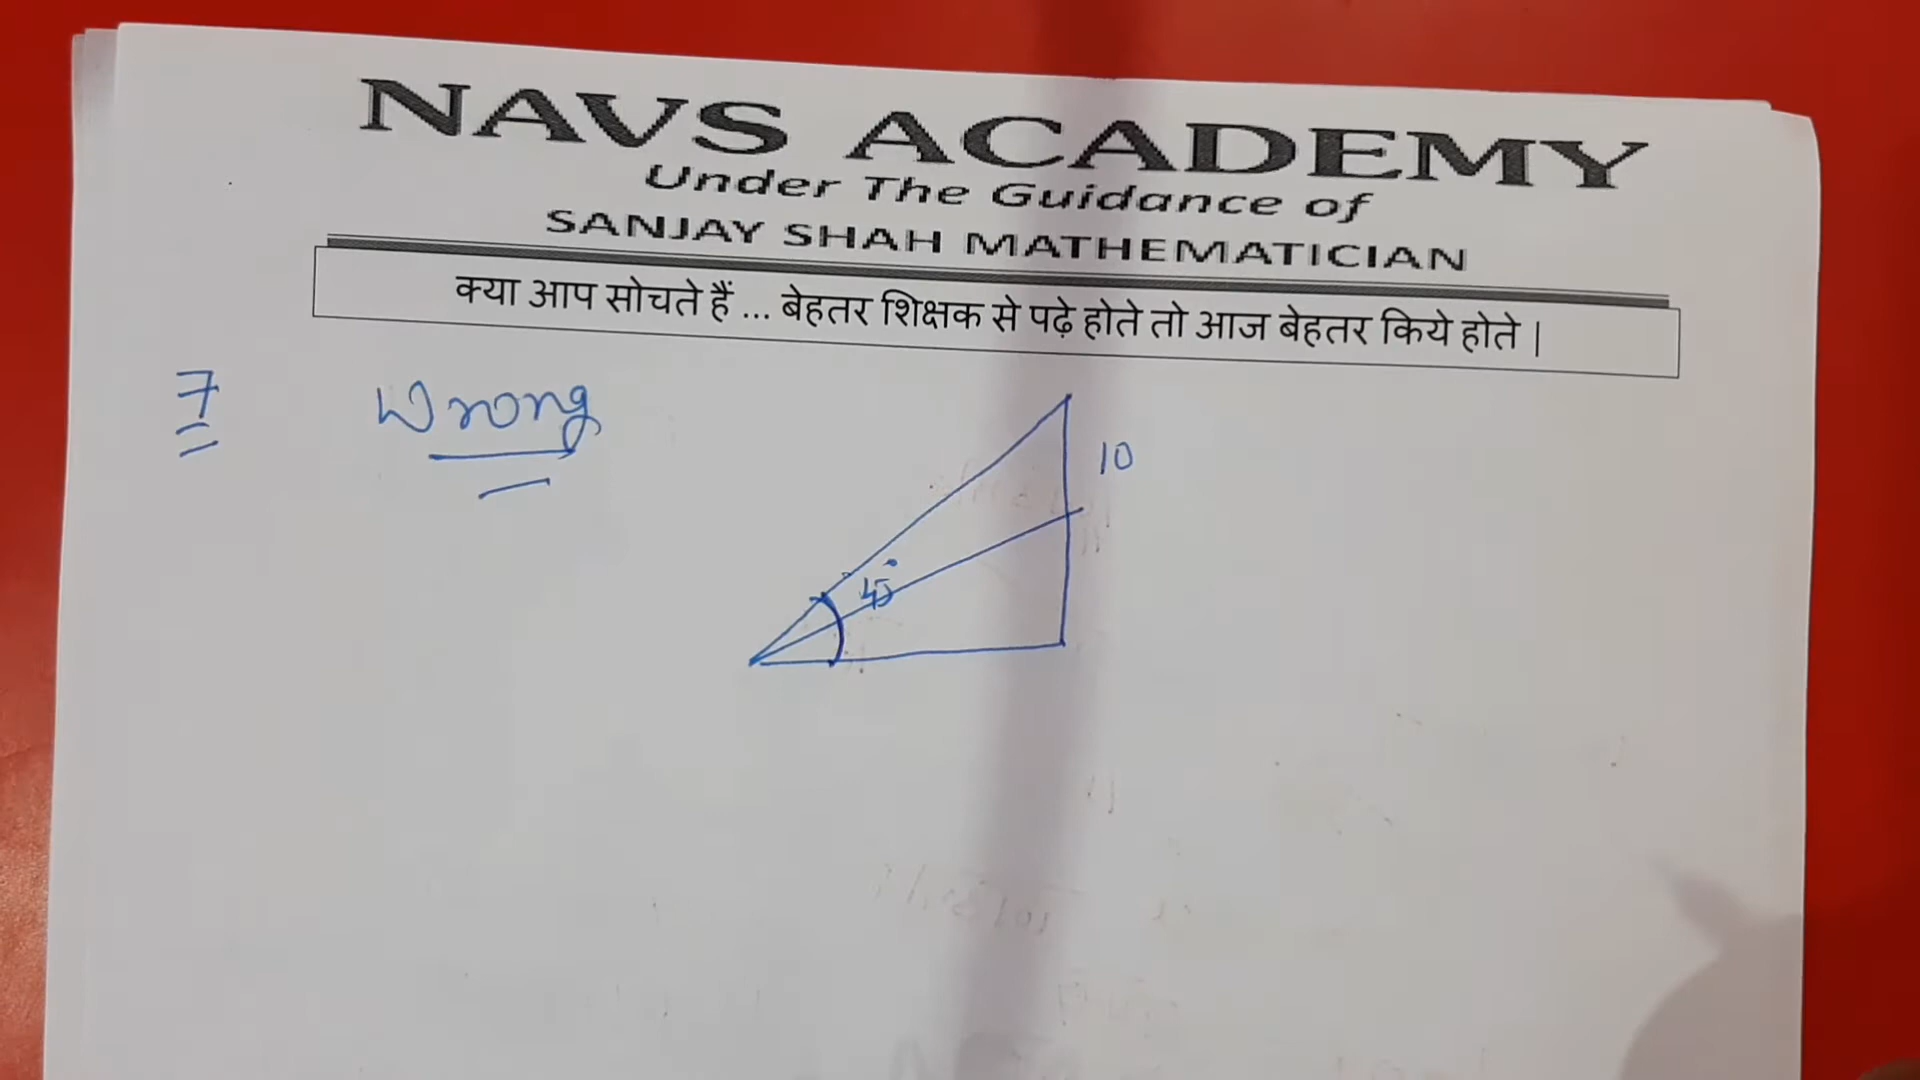 NAVS ACADEMY
Under The Guidance of
SANJAY SHAH MATHEMATICIAN
क्या आप सोचते हैं ... बेहतर शिक्षक से पढ़े होते तो आज बेहतर किये होते |
7 Wrong
10
45°